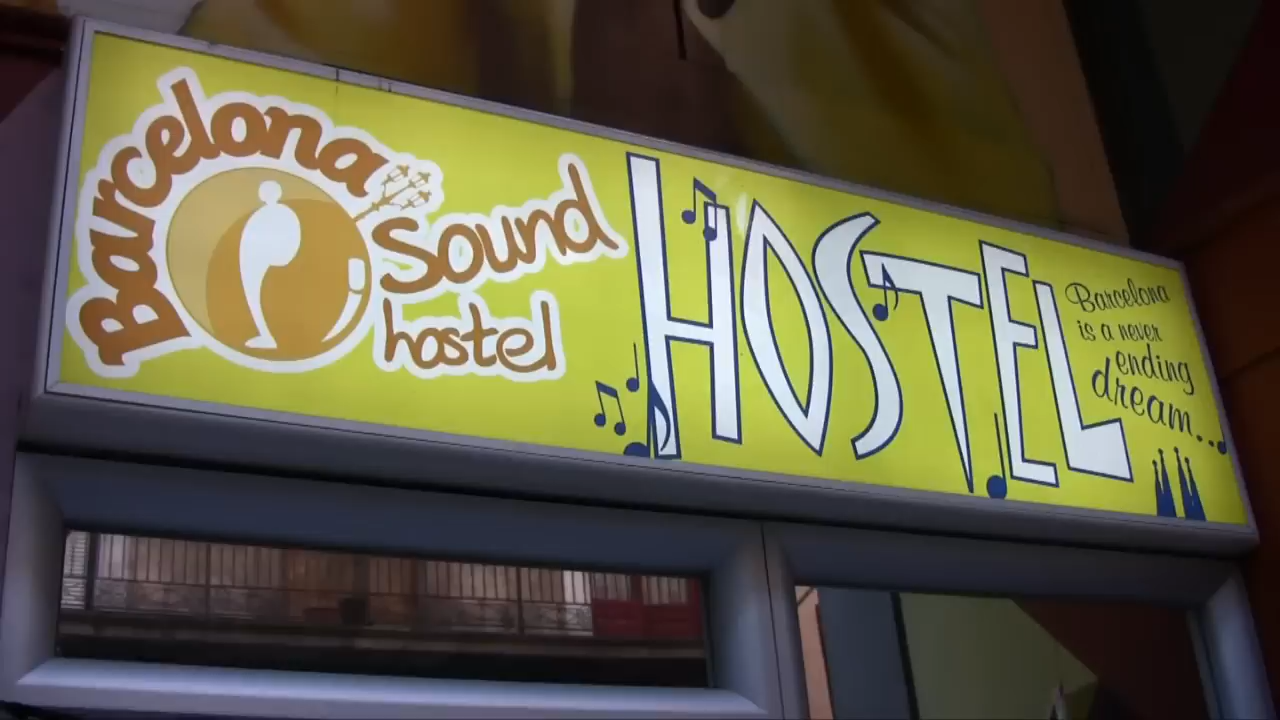 Barcelona
Sound
hostel
HOSTEL
Barcelona
is a never
ending
dream...